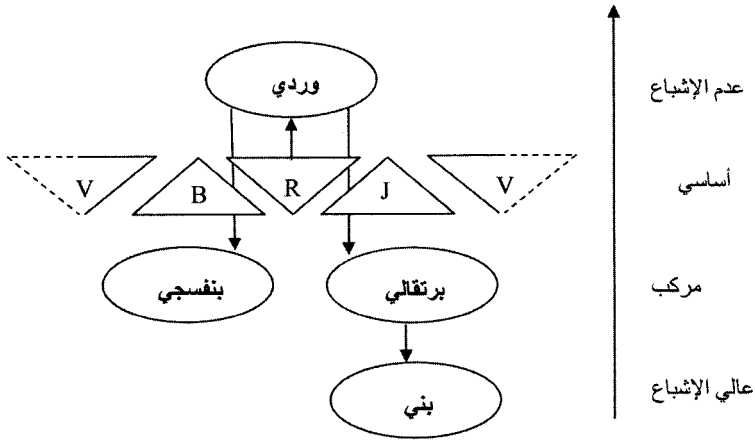 وردي
عدم الإشباع
V
B
R
J
V
أساسي
بنفسجي
برتقالي
مركب
بني
عالي الإشباع